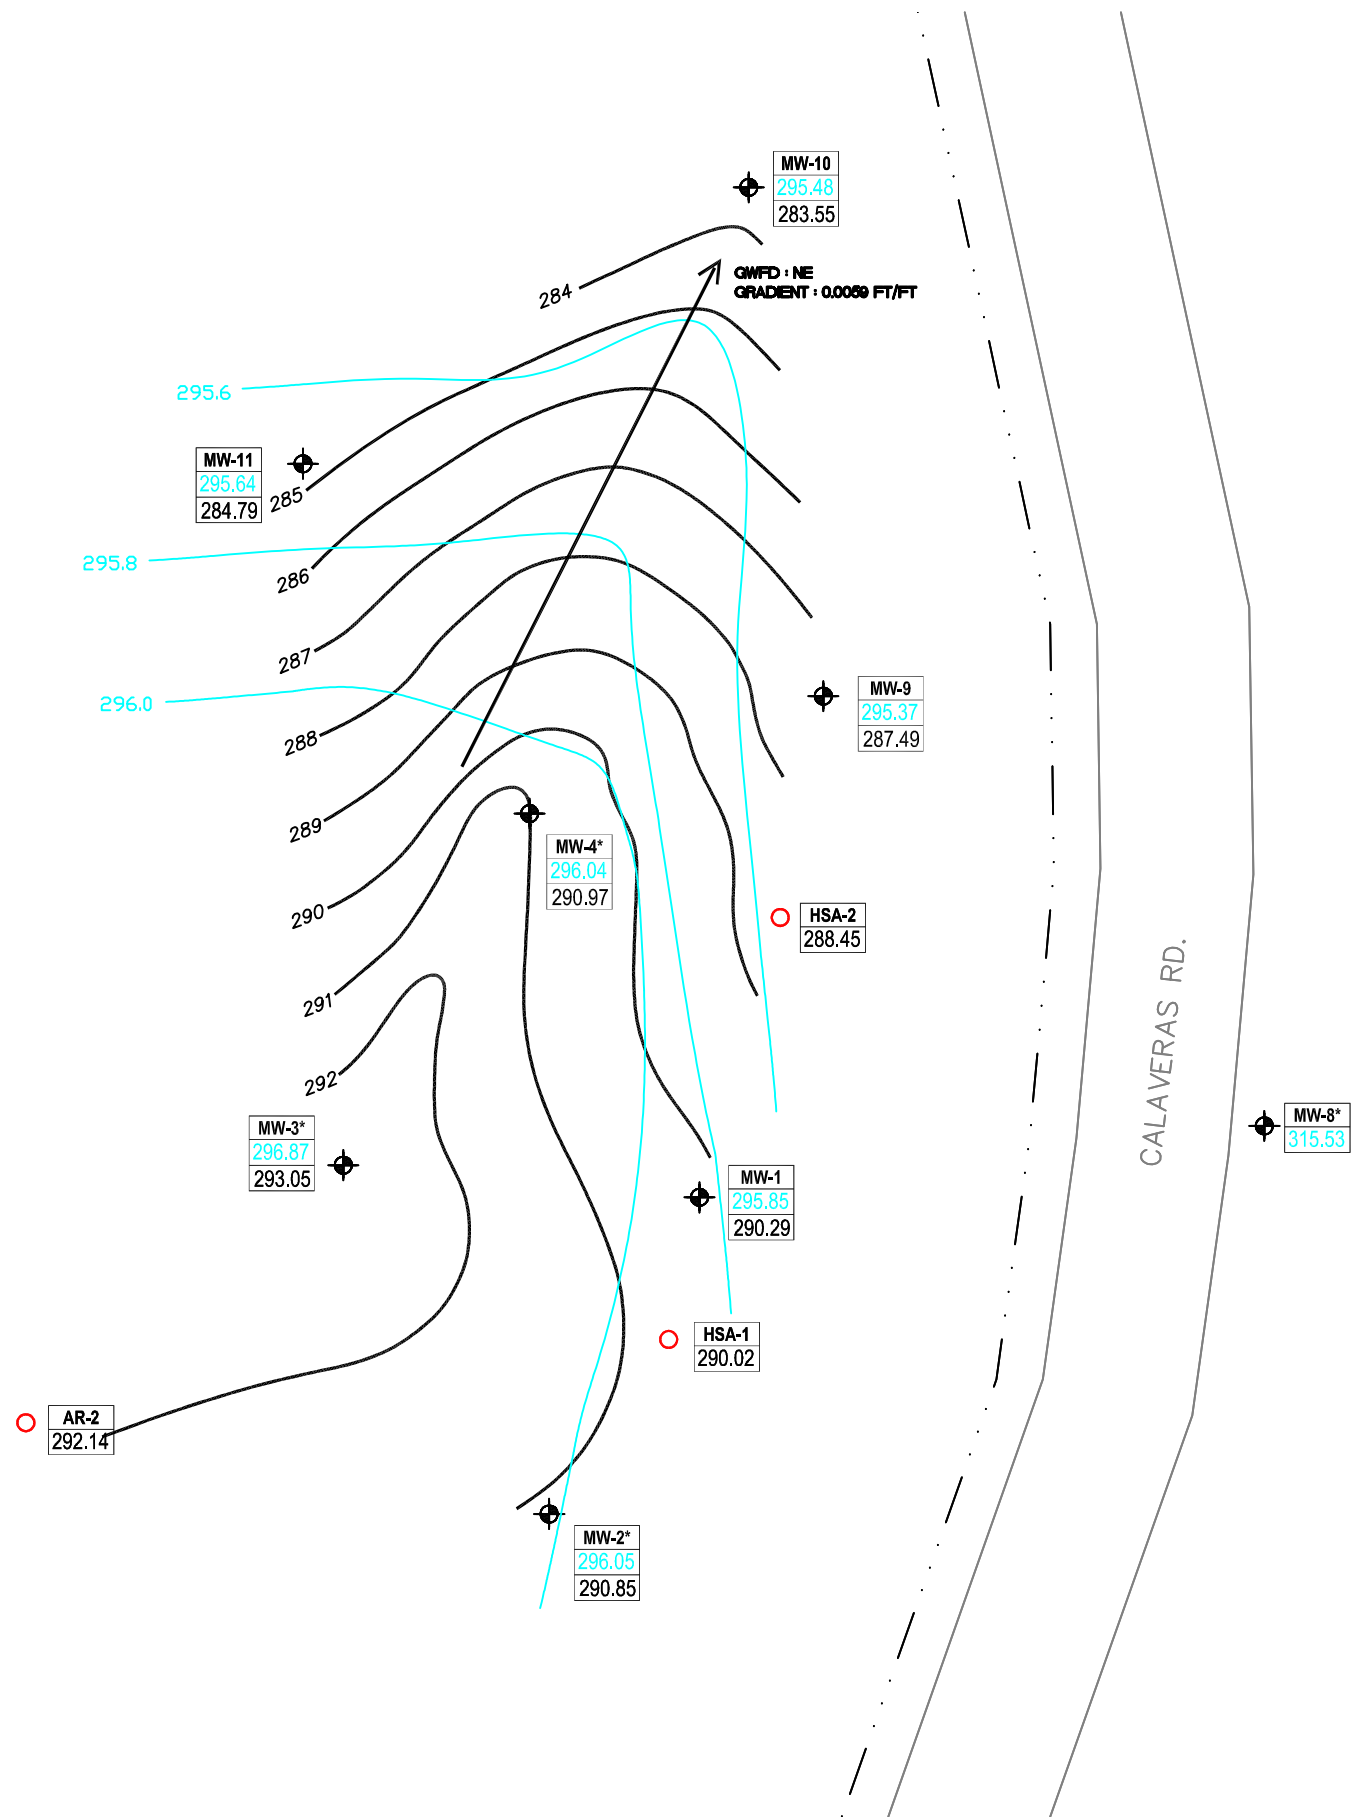 MW-10
295.48
283.55
GWFD : NE
GRADIENT : 0.0059 FT/FT
284
295.6
MW-11
295.64
284.79
285
295.8
286
287
296.0
MW-9
295.37
287.49
288
289
MW-4*
296.04
290.97
290
HSA-2
288.45
291
292
CALAVERAS RD.
MW-3*
296.87
293.05
MW-8*
315.53
MW-1
295.85
290.29
HSA-1
290.02
AR-2
292.14
MW-2*
296.05
290.85